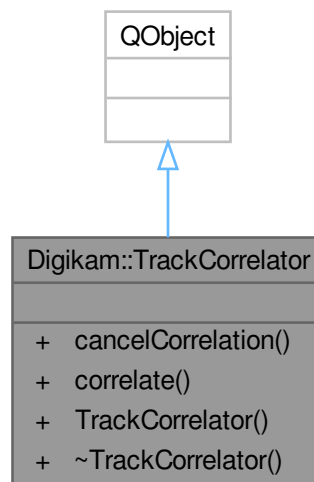 QObject
Digikam::TrackCorrelator
+ cancelCorrelation()
+ correlate()
+ TrackCorrelator()
+ ~TrackCorrelator()